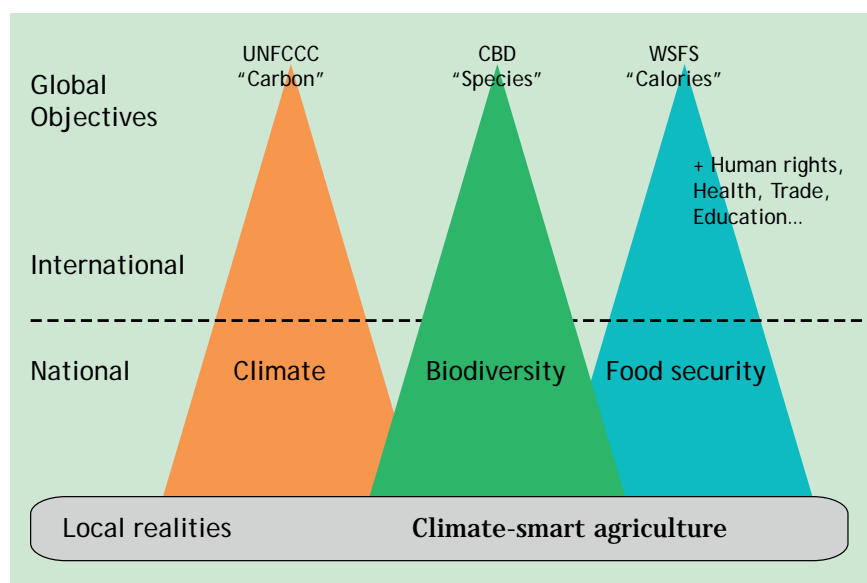 UNFCCC
“Carbon”
CBD
“Species”
WSFS
“Calories”
Global
Objectives
+ Human rights,
Health, Trade,
Education...
International
National
Climate
Biodiversity
Food security
Local realities
Climate-smart agriculture